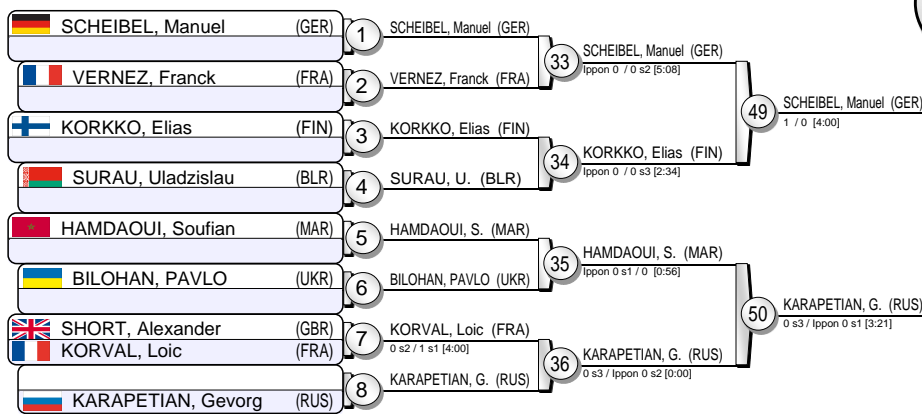 SCHEIBEL, Manuel (GER)
VERNEZ, Franck (FRA)
KORKKO, Elias (FIN)
SURAU, Uladzislau (BLR)
HAMDAOUI, Soufian (MAR)
BILOHAN, PAVLO (UKR)
SHORT, Alexander (GBR)
KORVAL, Loic (FRA)
KARAPETIAN, Gevorg (RUS)
1
2
3
4
5
6
7
8
SCHEIBEL, Manuel (GER)
VERNEZ, Franck (FRA)
KORKKO, Elias (FIN)
SURAU, U. (BLR)
HAMDAOUI, S. (MAR)
BILOHAN, PAVLO (UKR)
KORVAL, Loic (FRA)
0 s2 / 1 s1 [4:00]
KARAPETIAN, G. (RUS)
33
34
35
36
SCHEIBEL, Manuel (GER)
Ippon 0 / 0 s2 [5:08]
KORKKO, Elias (FIN)
Ippon 0 / 0 s3 [2:34]
HAMDAOUI, S. (MAR)
Ippon 0 s1 / 0 [0:56]
KARAPETIAN, G. (RUS)
0 s3 / Ippon 0 s2 [0:00]
49
50
SCHEIBEL, Manuel (GER)
1 / 0 [4:00]
KARAPETIAN, G. (RUS)
0 s3 / Ippon 0 s1 [3:21]